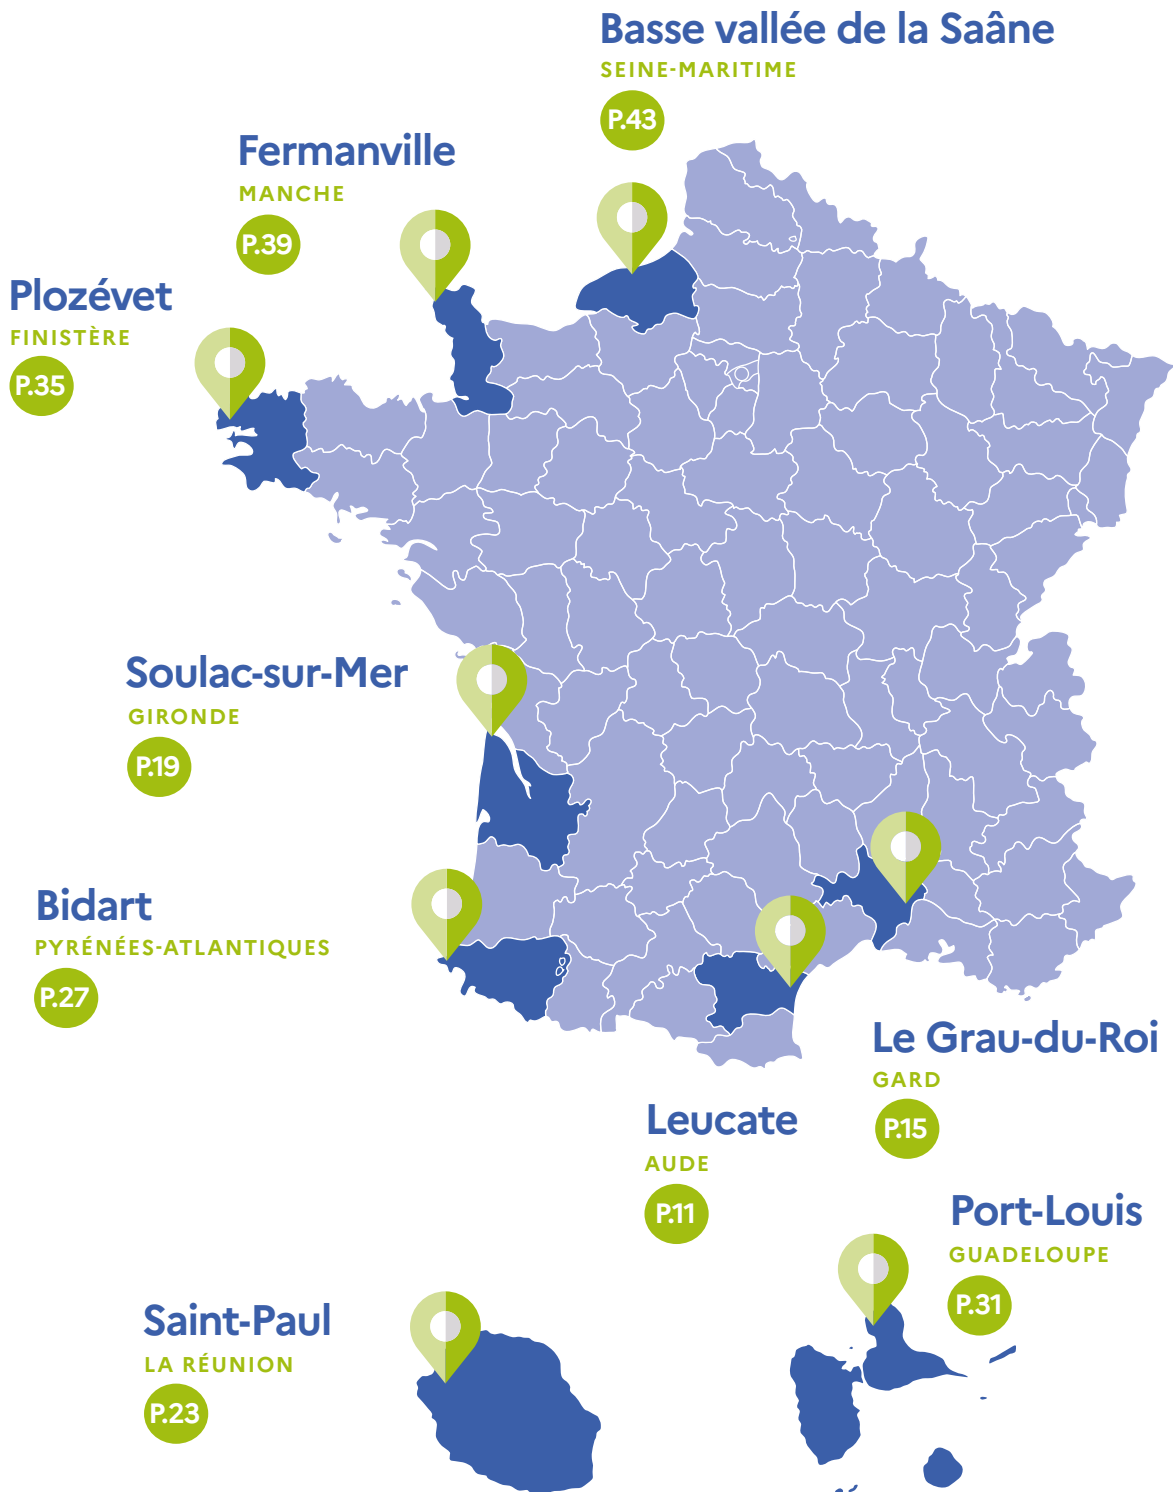 Basse vallée de la Saâne
SEINE-MARITIME
P.43
Fermanville
MANCHE
P.39
Plozévet
FINISTÈRE
P.35
Soulac-sur-Mer
GIRONDE
P.19
Bidart
PYRÉNÉES-ATLANTIQUES
P.27
Le Grau-du-Roi
GARD
P.15
Leucate
AUDE
P.11
Port-Louis
GUADELOUPE
P.31
Saint-Paul
LA RÉUNION
P.23